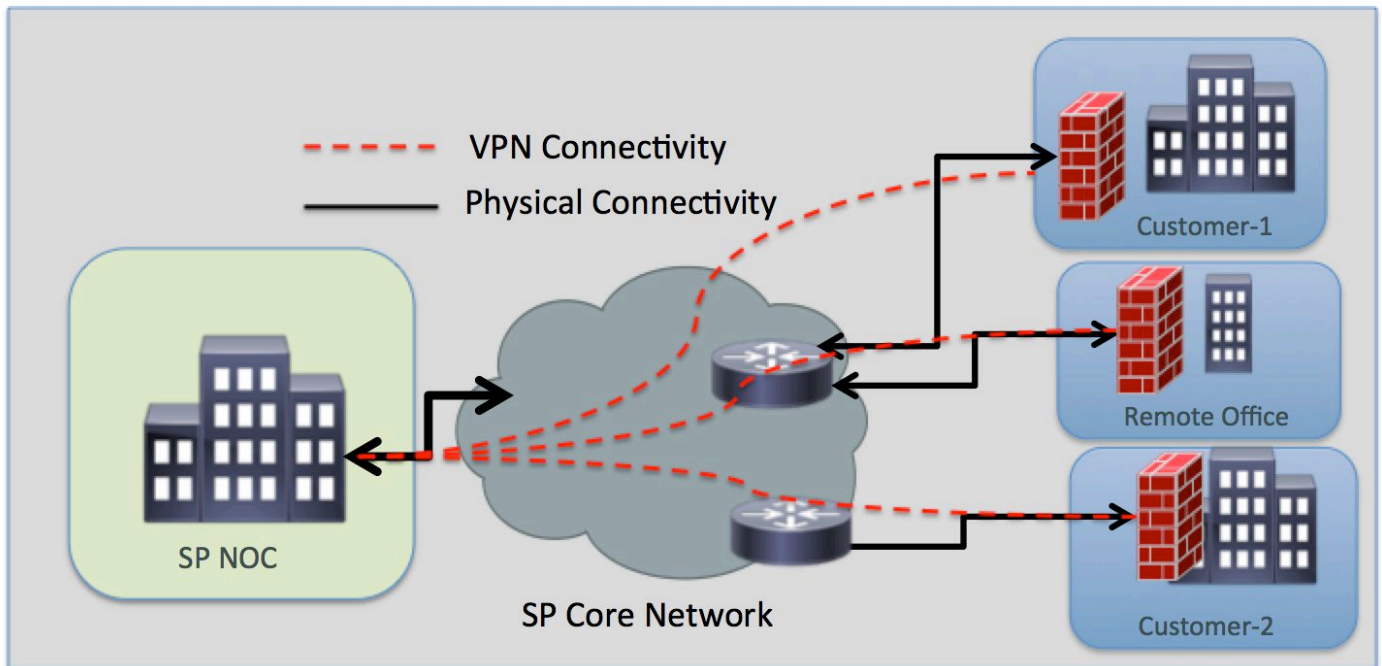 VPN Connectivity
Physical Connectivity
Customer-1
SP NOC
Remote Office
SP Core Network
Customer-2